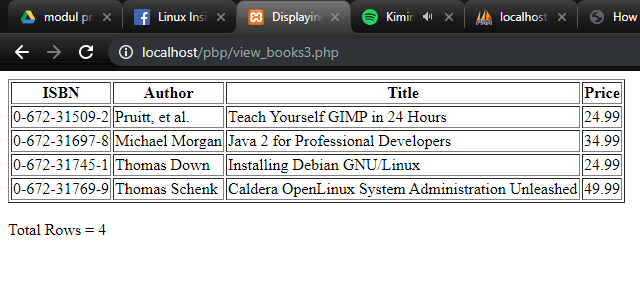 modul pr
Linux Insi
Displayin
Kimin
localhost
How
localhost/pbp/view_books3.php
ISBN Author Title Price
0-672-31509-2 Pruitt, et al. Teach Yourself GIMP in 24 Hours 24.99
0-672-31697-8 Michael Morgan Java 2 for Professional Developers 34.99
0-672-31745-1 Thomas Down Installing Debian GNU/Linux 24.99
0-672-31769-9 Thomas Schenk Caldera OpenLinux System Administration Unleashed 49.99
Total Rows = 4